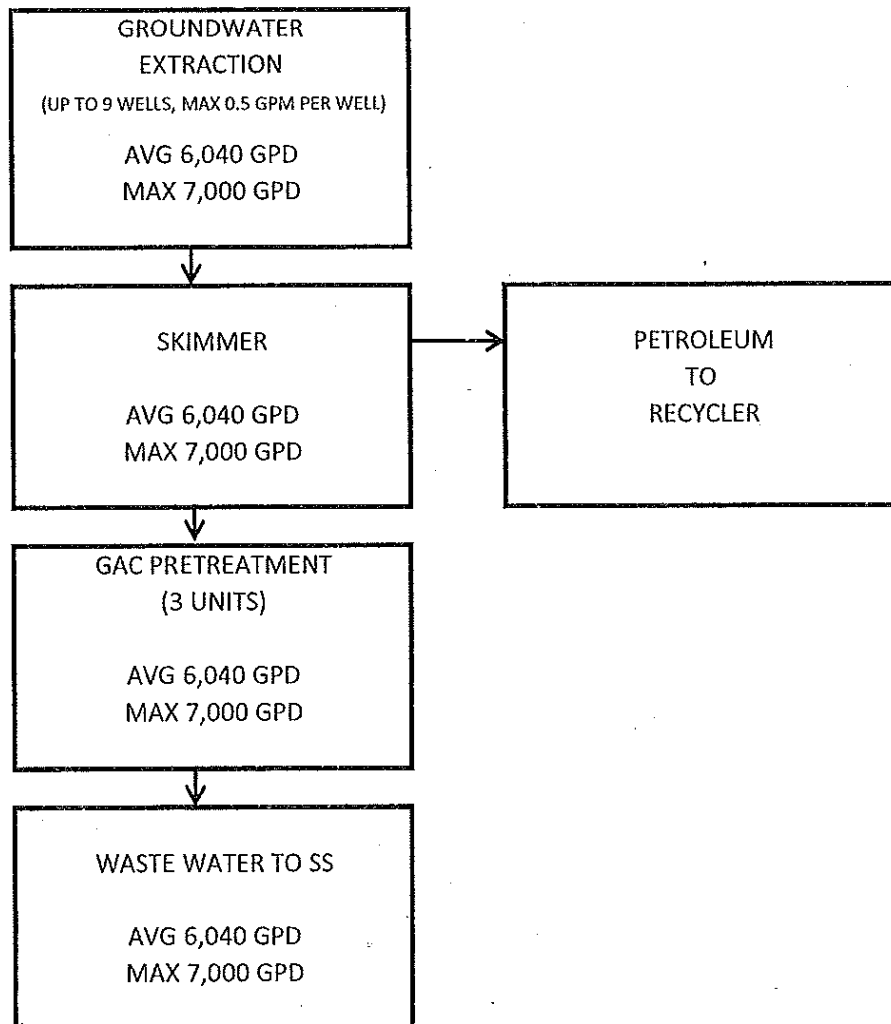 GROUNDWATER
EXTRACTION
(UP TO 9 WELLS, MAX 0.5 GPM PER WELL)
AVG 6,040 GPD
MAX 7,000 GPD
SKIMMER
AVG 6,040 GPD
MAX 7,000 GPD
PETROLEUM
TO
RECYCLER
GAC PRETREATMENT
(3 UNITS)
AVG 6,040 GPD
MAX 7,000 GPD
WASTE WATER TO SS
AVG 6,040 GPD
MAX 7,000 GPD